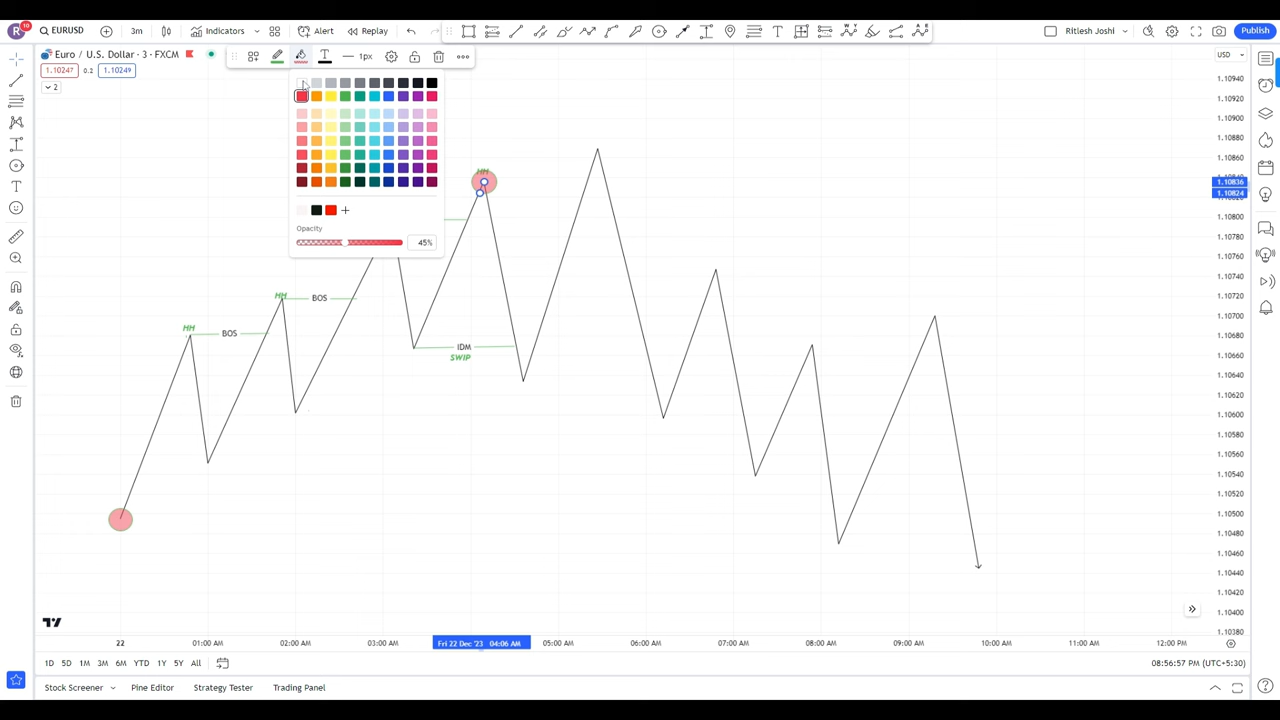 R 10 EURUSD 3m Indicators Alert Replay Ritlesh Joshi Publish
Euro / U.S. Dollar · 3 · FXCM
1px
USD
1.10247 0.2 1.10249
2
1.10940
1.10920
1.10900
1.10880
1.10860
HH
1.10836
1.10824
1.10800
1.10780
1.10760
1.10740
1.10720
1.10700
1.10680
1.10660
1.10640
1.10620
1.10600
1.10580
1.10560
1.10540
1.10520
1.10500
1.10480
1.10460
1.10440
1.10420
1.10400
1.10380
Opacity
45%
HH BOS
HH BOS
IDM
SWIP
22 01:00 AM 02:00 AM 03:00 AM Fri 22 Dec '23 04:06 AM 05:00 AM 06:00 AM 07:00 AM 08:00 AM 09:00 AM 10:00 AM 11:00 AM 12:00 PM
1D 5D 1M 3M 6M YTD 1Y 5Y All 08:56:57 PM (UTC+5:30)
Stock Screener Pine Editor Strategy Tester Trading Panel